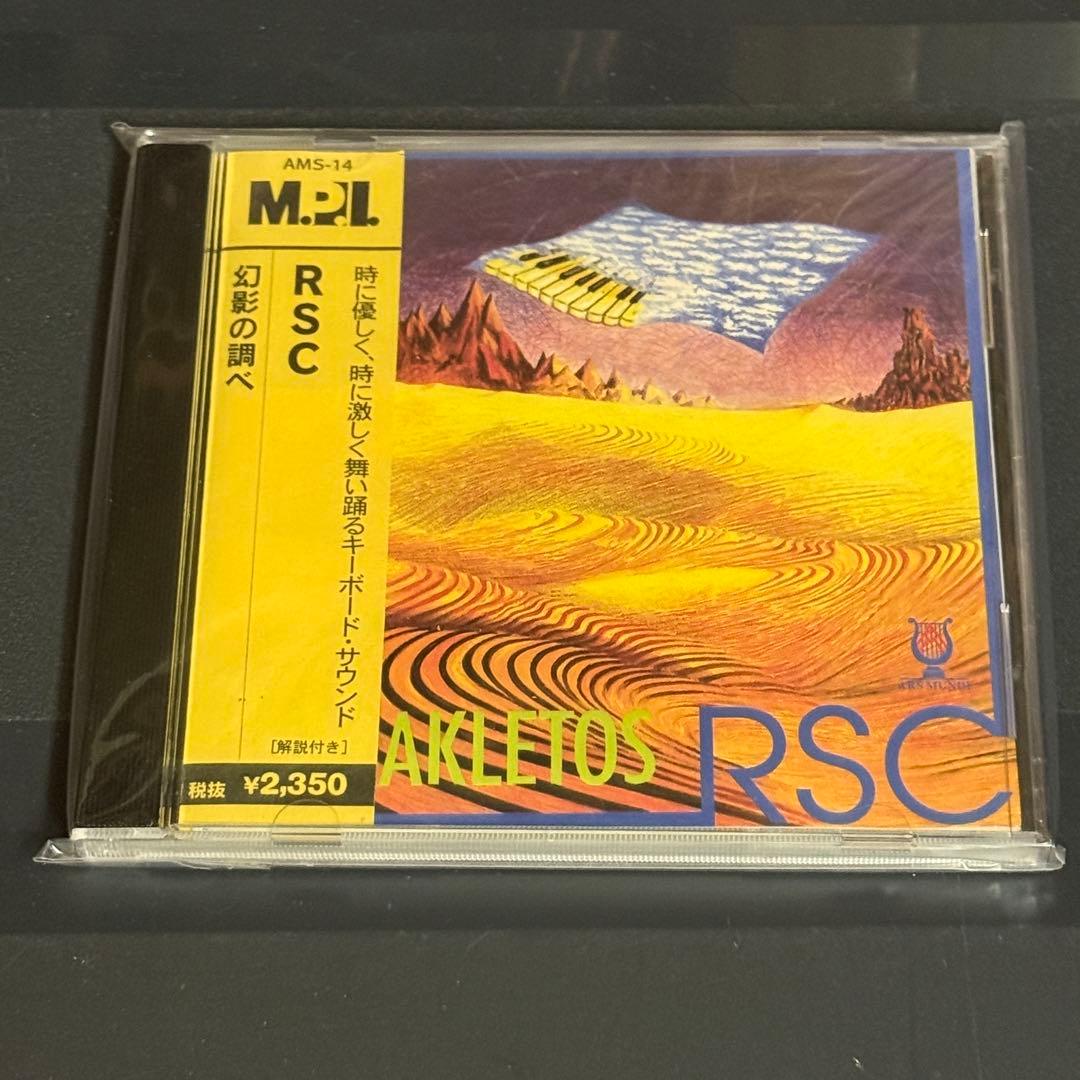 AMS-14
M.P.I.
時に優しく、時に激しく舞い踊るキーボード・サウンド
RSC
幻影の調べ
[解説付き]
税抜 ¥2,350
ARS MUNDI
AKLETOS
RSC